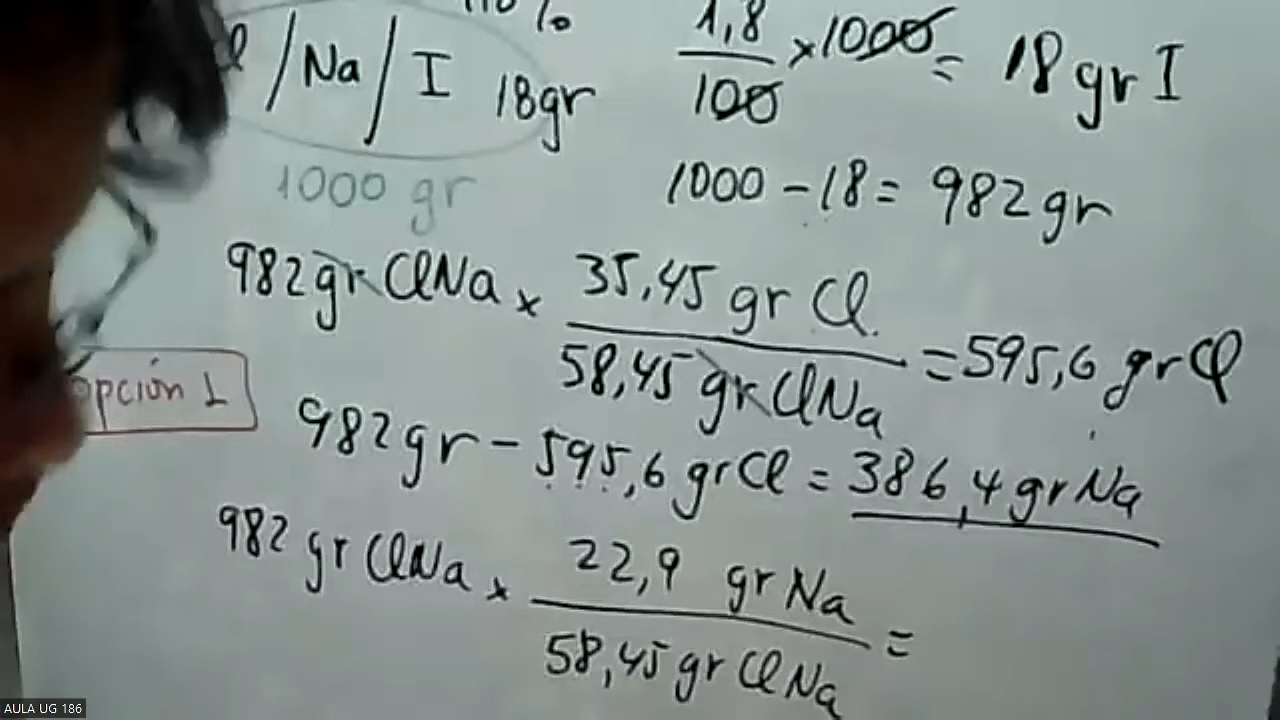 /Na/ I 18gr
1000 gr
1,8/100 x 1000 = 18 gr I
1000 - 18 = 982 gr
982 gr ClNa x 35,45 gr Cl / 58,45 gr ClNa = 595,6 gr Cl
opción 1
982 gr - 595,6 gr Cl = 386,4 gr Na
982 gr ClNa x 22,9 gr Na / 58,45 gr ClNa =
AULA UG 186